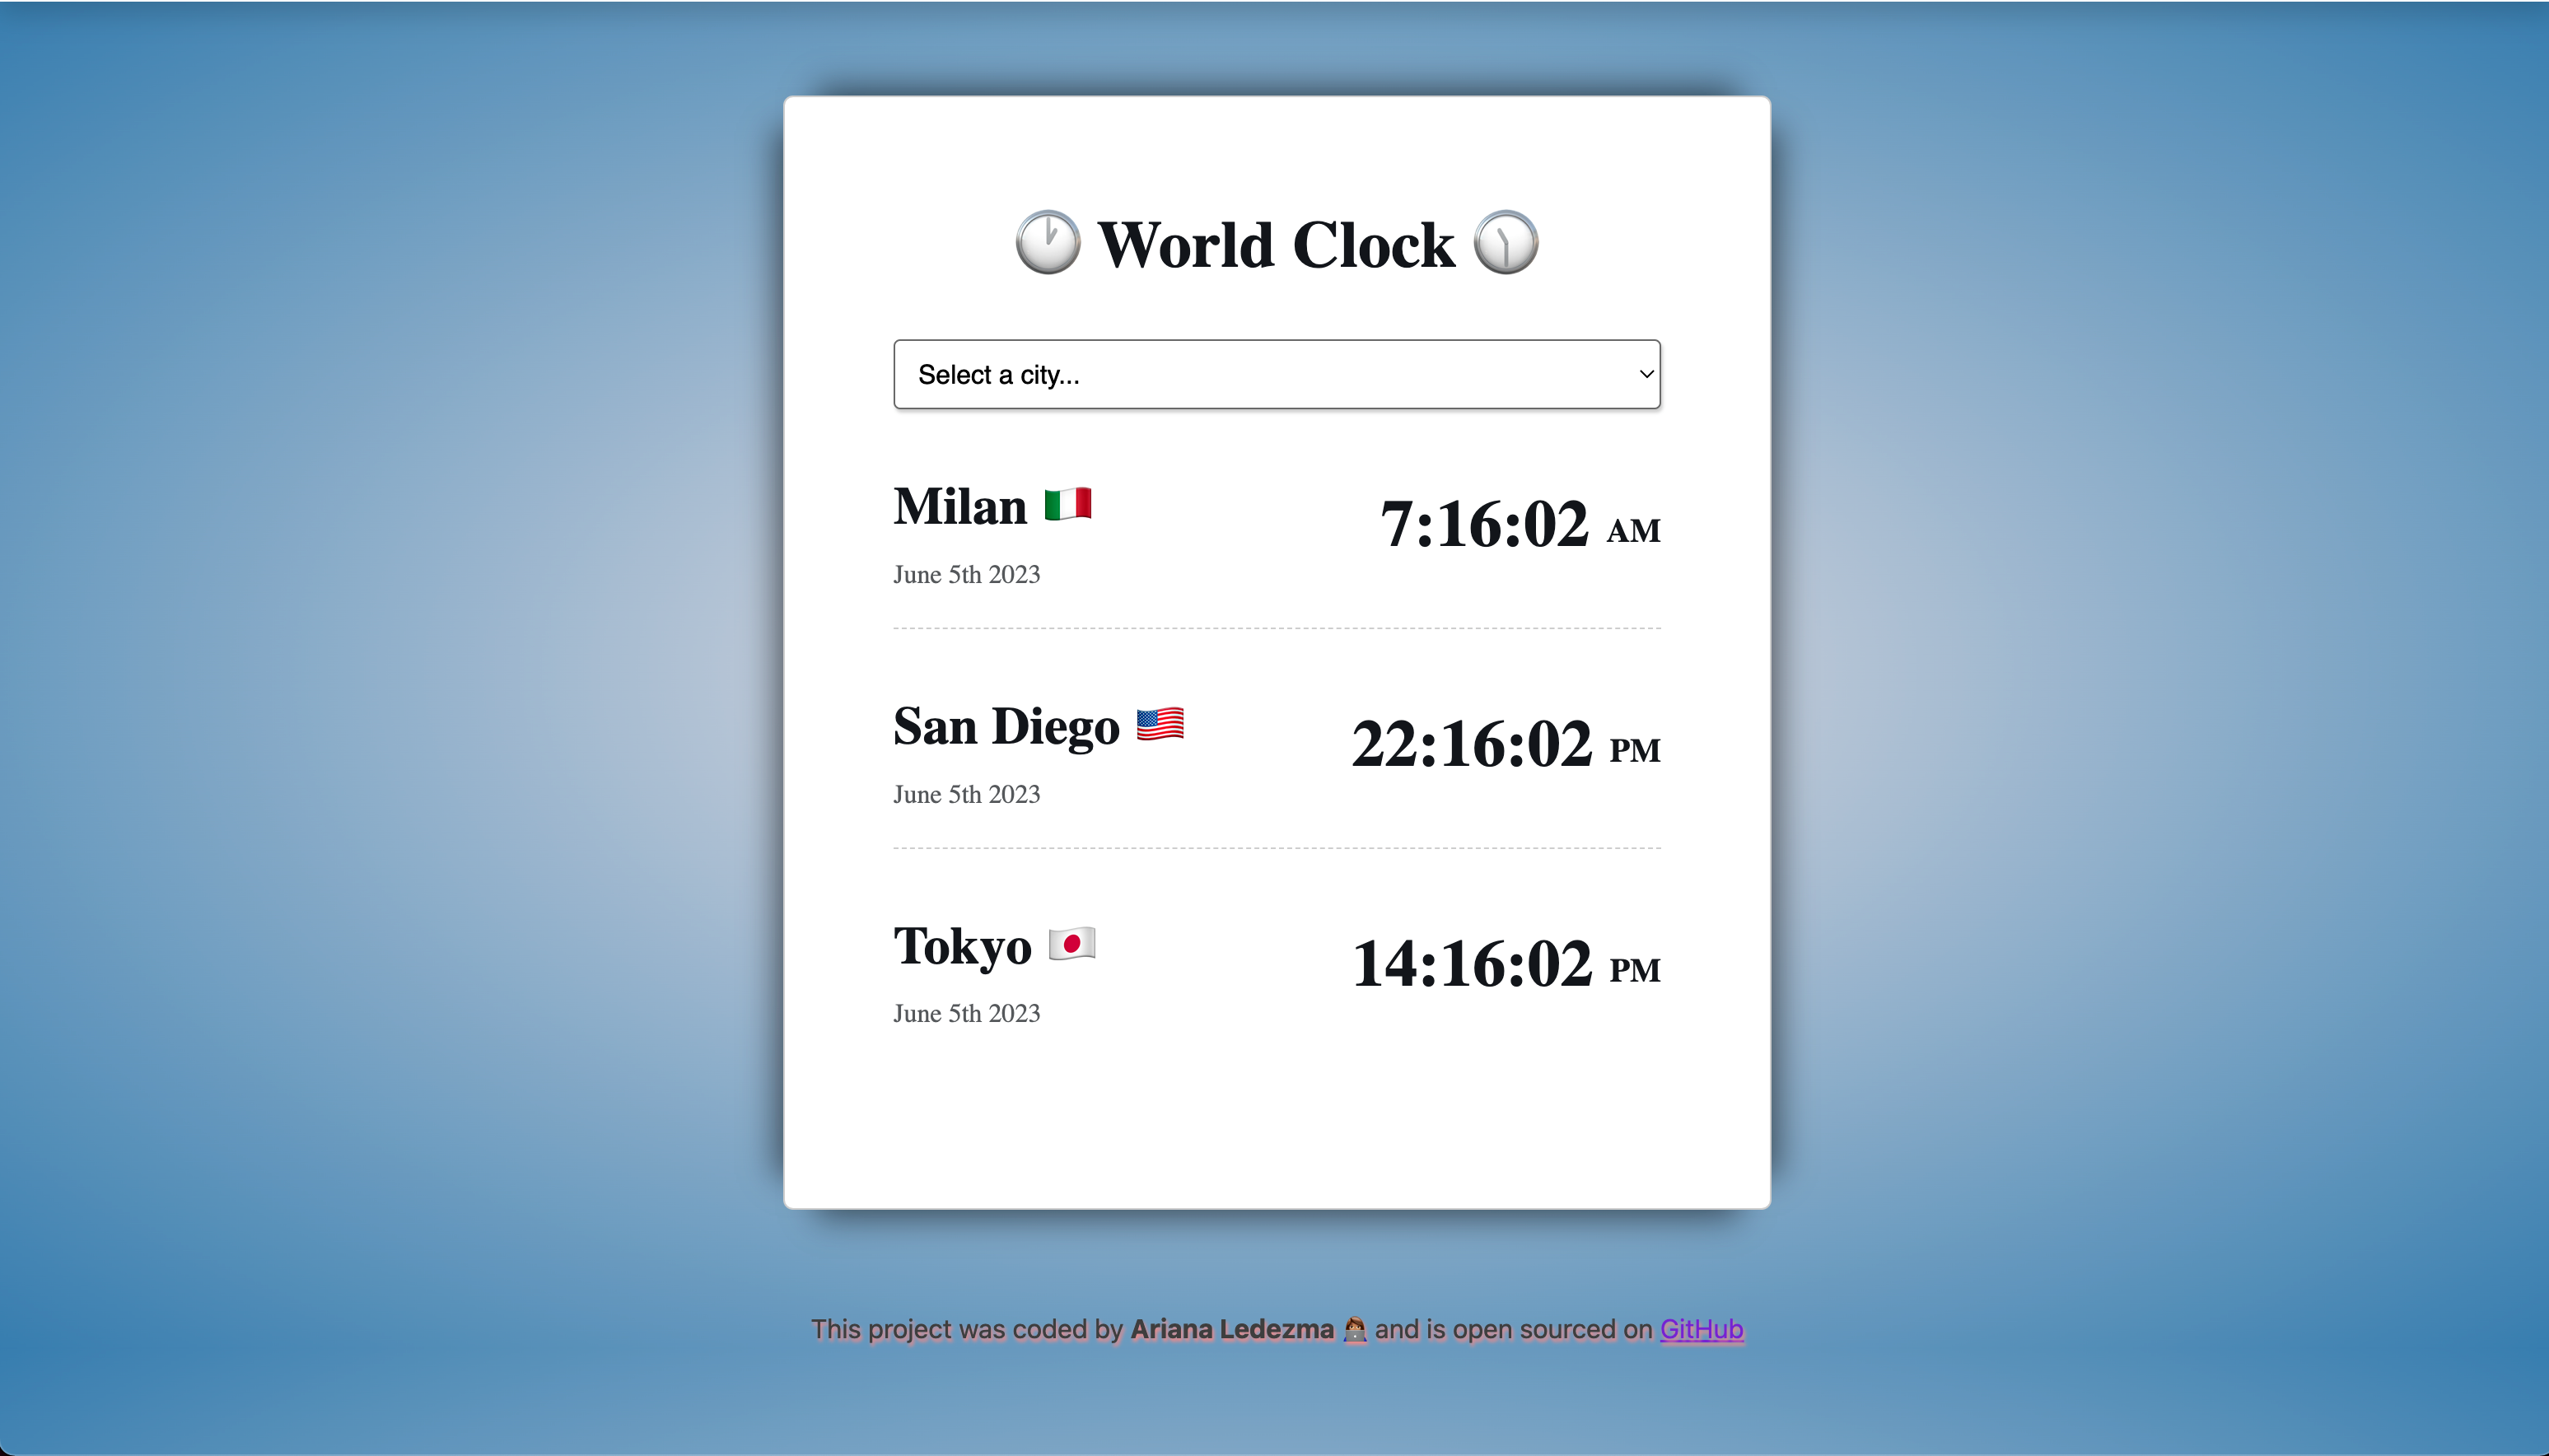 World Clock
Select a city...
Milan
7:16:02 AM
June 5th 2023
San Diego
22:16:02 PM
June 5th 2023
Tokyo
14:16:02 PM
June 5th 2023
This project was coded by Ariana Ledezma and is open sourced on GitHub